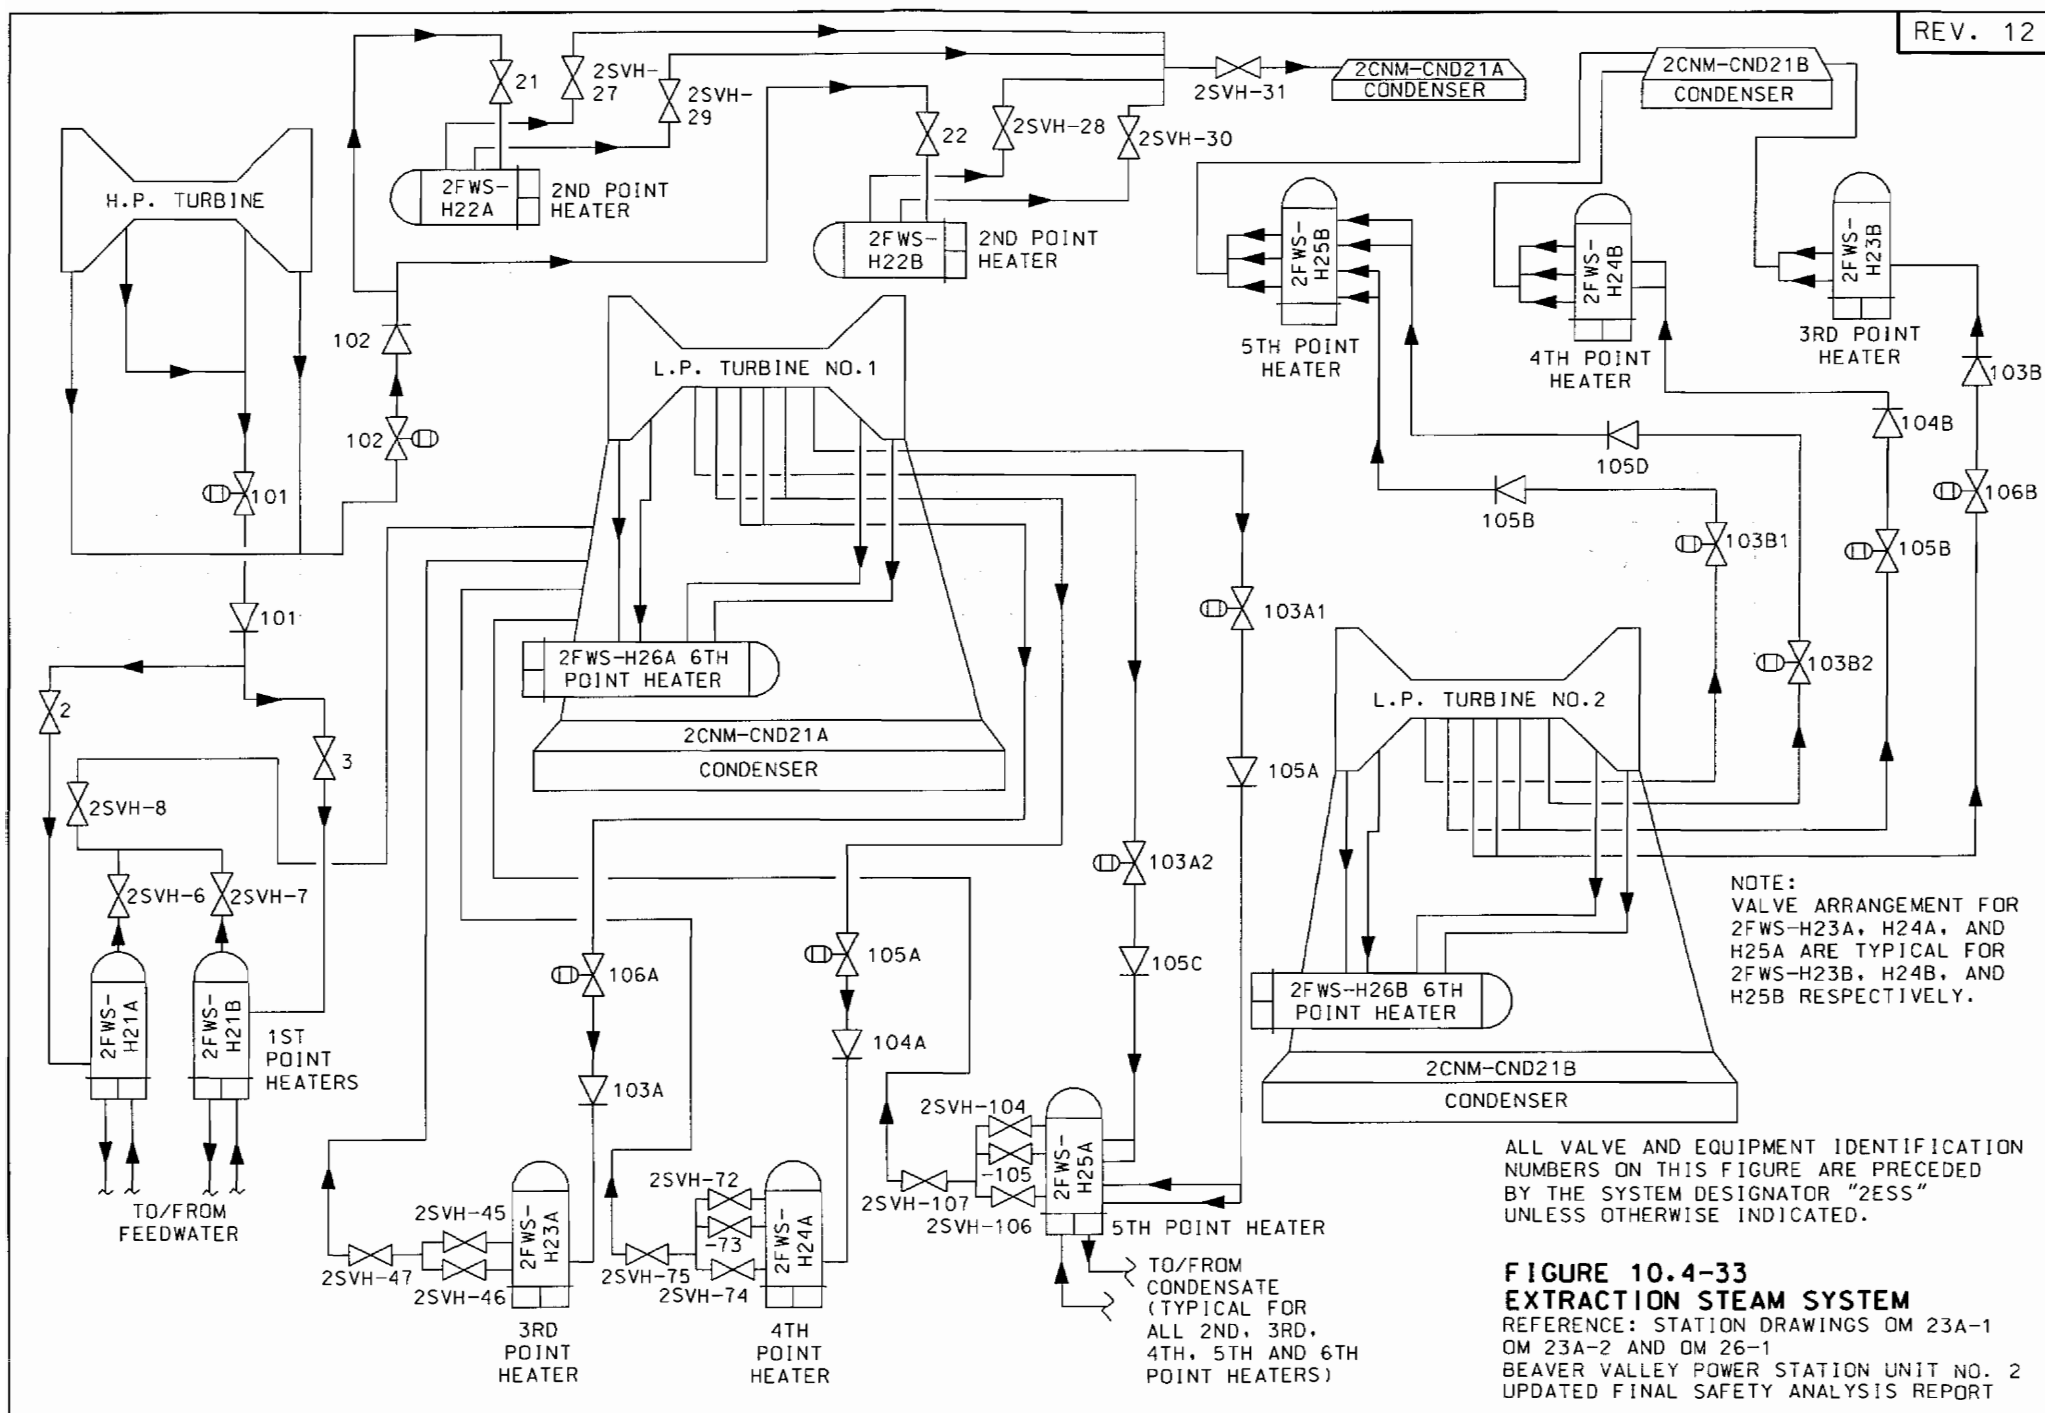 REV. 12
21
2SVH-
27
2SVH-
29
2SVH-31
2CNM-CND21A
CONDENSER
2CNM-CND21B
CONDENSER
22
2SVH-28
2SVH-30
H.P. TURBINE
2FWS-
H22A
2ND POINT
HEATER
2FWS-
H22B
2ND POINT
HEATER
2FWS-
H25B
5TH POINT
HEATER
2FWS-
H24B
4TH POINT
HEATER
2FWS-
H23B
3RD POINT
HEATER
102
102
101
101
L.P. TURBINE NO.1
103B
104B
105D
105B
106B
103B1
105B
103B2
103A1
2FWS-H26A 6TH
POINT HEATER
2CNM-CND21A
CONDENSER
L.P. TURBINE NO.2
2
3
2SVH-8
2SVH-6
2SVH-7
105A
103A2
105C
106A
105A
104A
103A
NOTE:
VALVE ARRANGEMENT FOR
2FWS-H23A, H24A, AND
H25A ARE TYPICAL FOR
2FWS-H23B, H24B, AND
H25B RESPECTIVELY.
2FWS-H26B 6TH
POINT HEATER
2CNM-CND21B
CONDENSER
2FWS-
H21A
2FWS-
H21B
1ST
POINT
HEATERS
TO/FROM
FEEDWATER
2SVH-45
2SVH-47
2SVH-46
2FWS-
H23A
3RD
POINT
HEATER
2SVH-72
-73
2SVH-75
2SVH-74
2FWS-
H24A
4TH
POINT
HEATER
2SVH-104
-105
2SVH-107
2SVH-106
2FWS-
H25A
5TH POINT HEATER
TO/FROM
CONDENSATE
(TYPICAL FOR
ALL 2ND, 3RD,
4TH, 5TH AND 6TH
POINT HEATERS)
ALL VALVE AND EQUIPMENT IDENTIFICATION
NUMBERS ON THIS FIGURE ARE PRECEDED
BY THE SYSTEM DESIGNATOR "2ESS"
UNLESS OTHERWISE INDICATED.
FIGURE 10.4-33
EXTRACTION STEAM SYSTEM
REFERENCE: STATION DRAWINGS OM 23A-1
OM 23A-2 AND OM 26-1
BEAVER VALLEY POWER STATION UNIT NO. 2
UPDATED FINAL SAFETY ANALYSIS REPORT